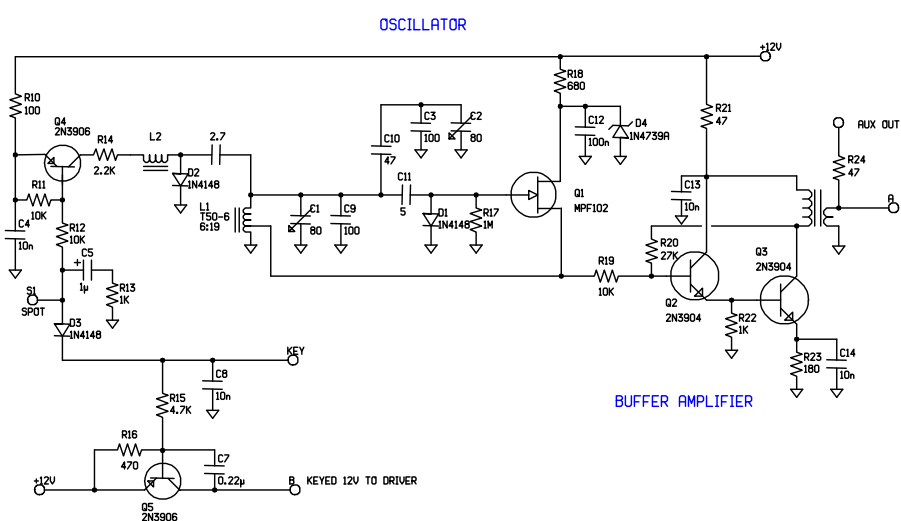 OSCILLATOR
+12V
R10
100
Q4
2N3906
R14
2.2K
L2
2.7
D2
1N4148
R11
10K
C4
10n
R12
10K
C5
+
1µ
R13
1K
S1
SPOT
D3
1N4148
L1
T50-6
6:19
C1
80
C9
100
C10
47
C3
100
C2
80
C11
5
D1
1N4148
R17
1M
Q1
MPF102
R18
680
C12
100n
D4
1N4739A
R21
47
C13
10n
R19
10K
R20
27K
Q2
2N3904
Q3
2N3904
R22
1K
R23
180
C14
10n
AUX OUT
R24
47
A
KEY
C8
10n
R15
4.7K
R16
470
C7
0.22µ
+12V
Q5
2N3906
B KEYED 12V TO DRIVER
BUFFER AMPLIFIER